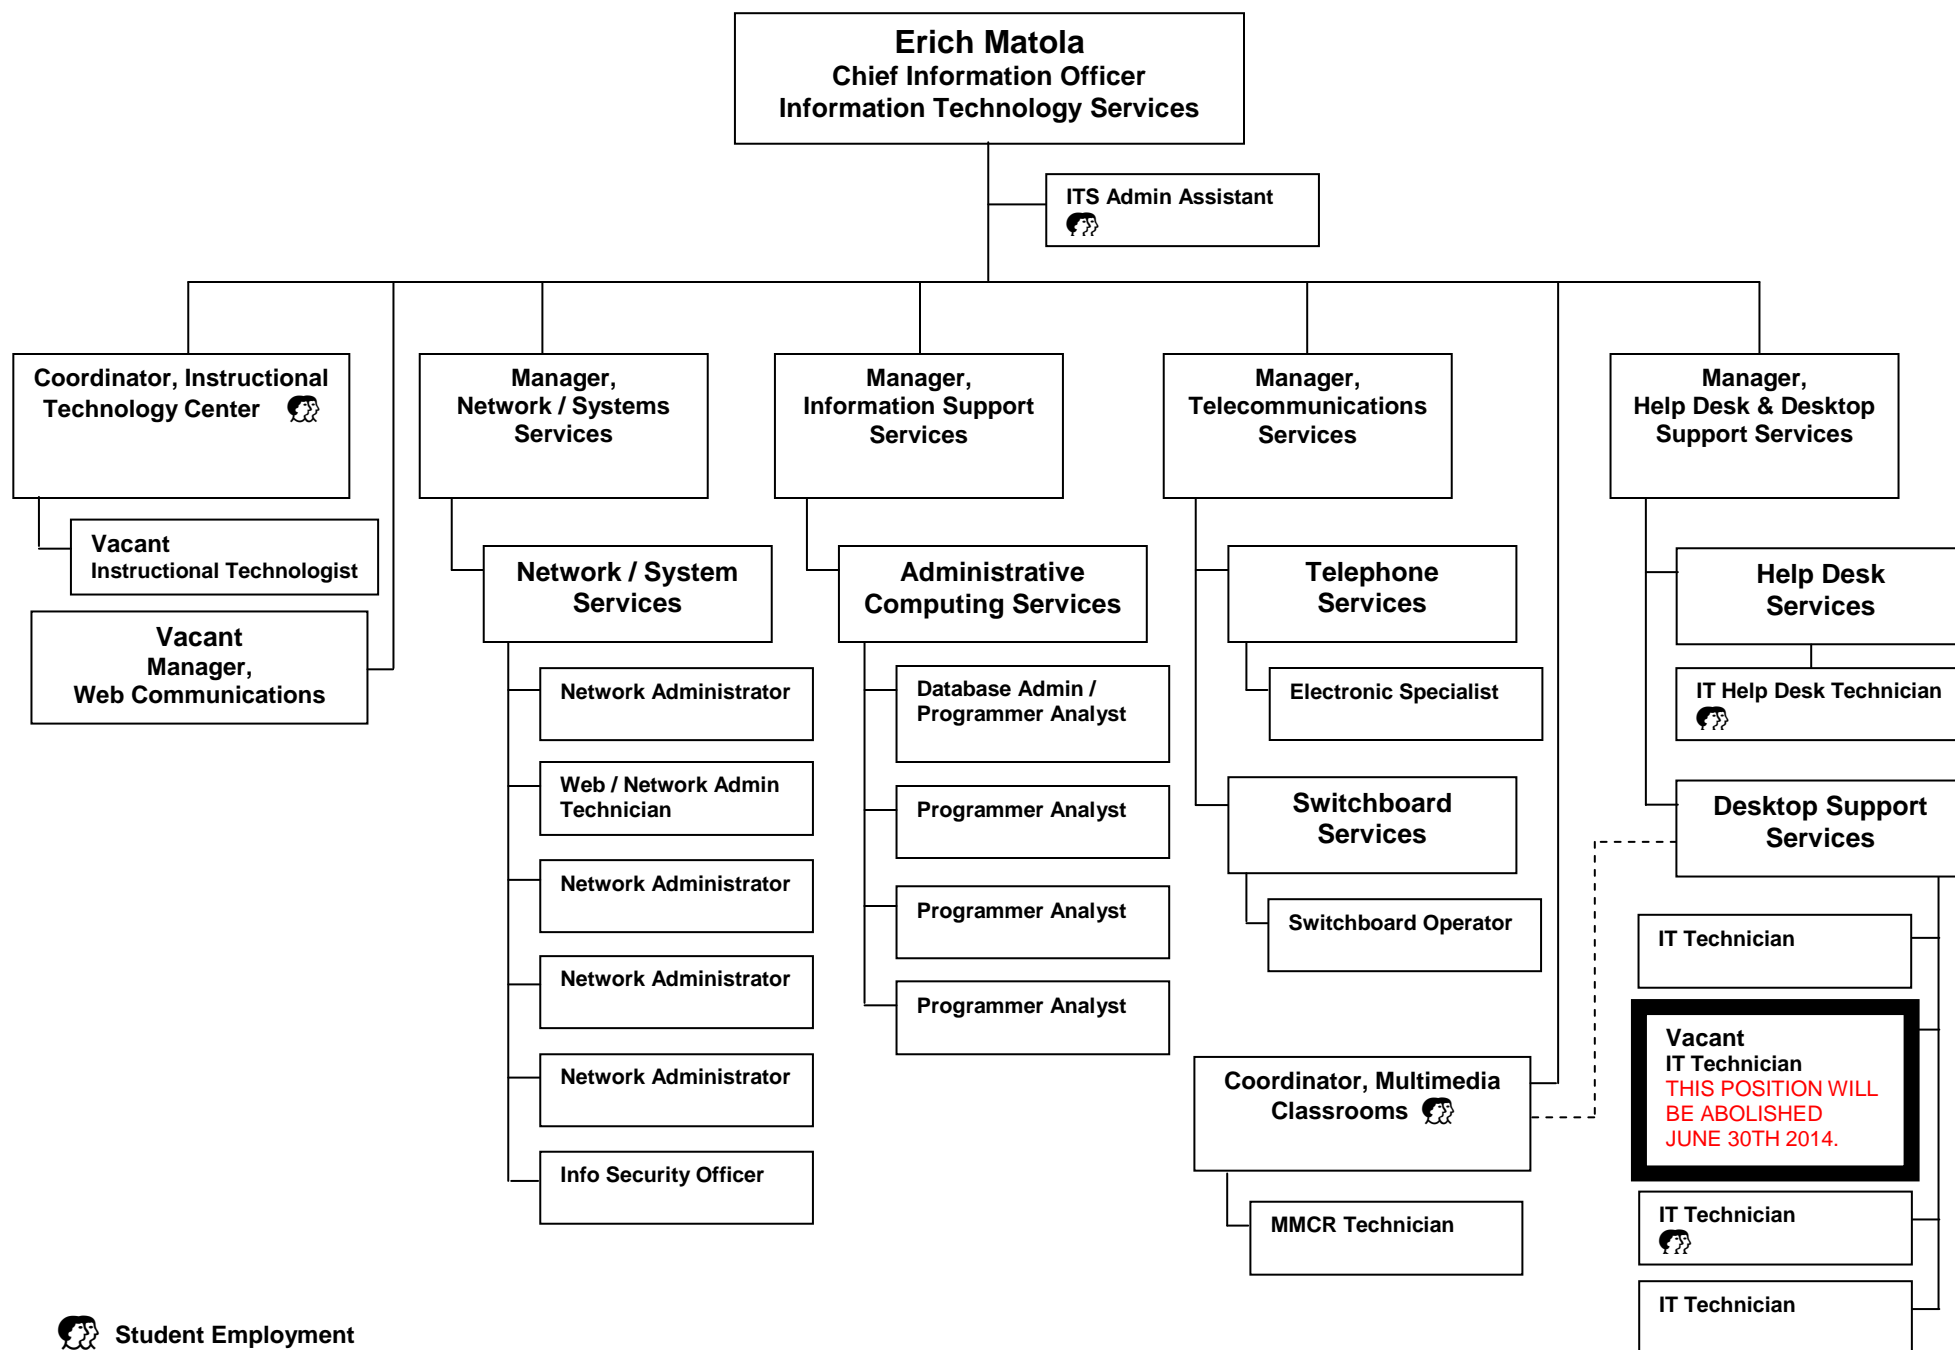 Erich Matola
Chief Information Officer
Information Technology Services
ITS Admin Assistant
Coordinator, Instructional
Technology Center
Vacant
Instructional Technologist
Vacant
Manager,
Web Communications
Manager,
Network / Systems
Services
Network / System
Services
Network Administrator
Web / Network Admin
Technician
Network Administrator
Network Administrator
Network Administrator
Info Security Officer
Manager,
Information Support
Services
Administrative
Computing Services
Database Admin /
Programmer Analyst
Programmer Analyst
Programmer Analyst
Programmer Analyst
Manager,
Telecommunications
Services
Telephone
Services
Electronic Specialist
Switchboard
Services
Switchboard Operator
Coordinator, Multimedia
Classrooms
MMCR Technician
Manager,
Help Desk & Desktop
Support Services
Help Desk
Services
IT Help Desk Technician
Desktop Support
Services
IT Technician
Vacant
IT Technician
THIS POSITION WILL
BE ABOLISHED
JUNE 30TH 2014.
IT Technician
IT Technician
Student Employment